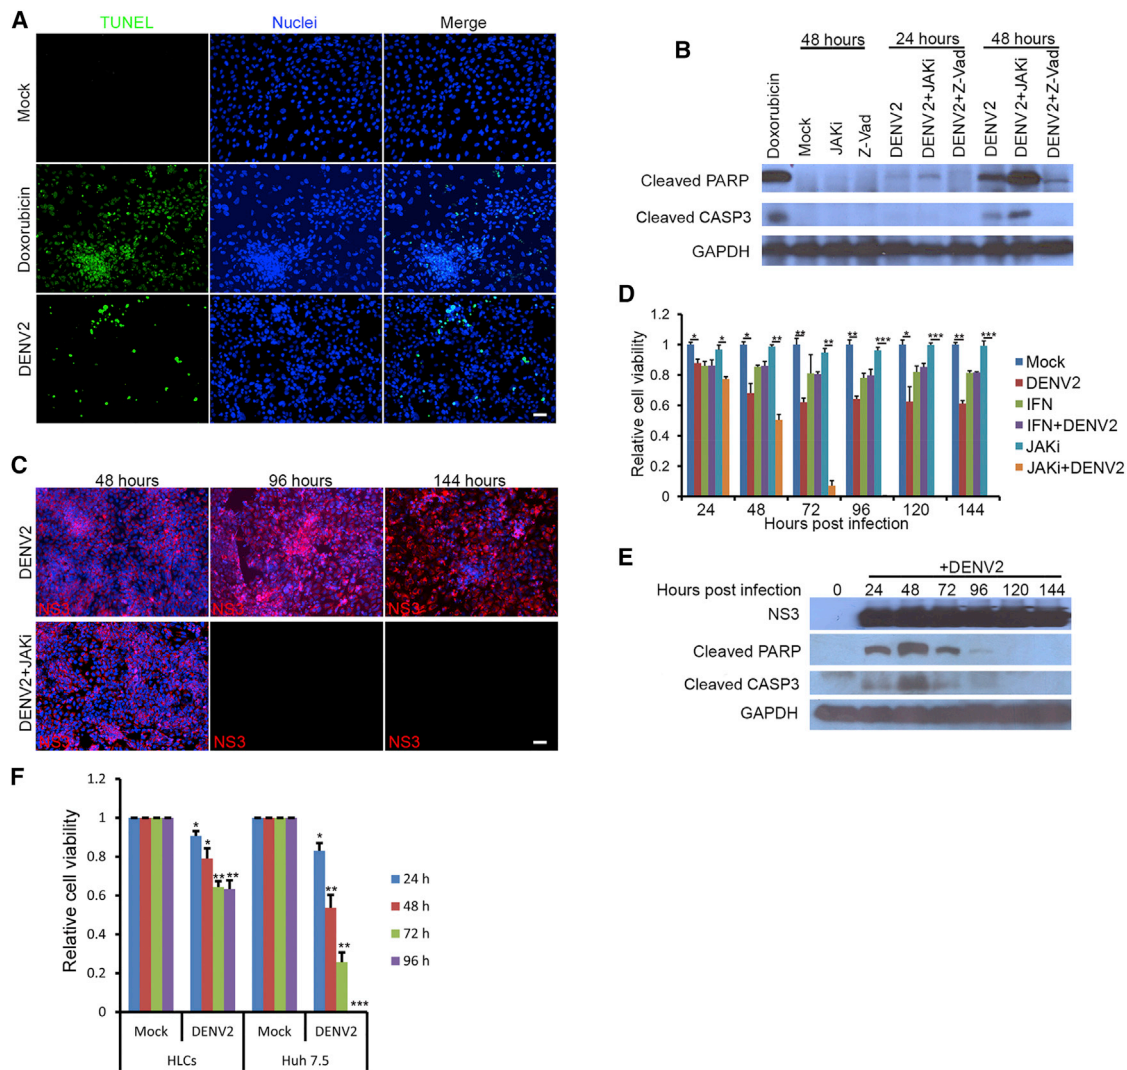 A
TUNEL
Nuclei
Merge
Mock
Doxorubicin
DENV2
B
48 hours
24 hours
48 hours
Doxorubicin
Mock
JAKi
Z-Vad
DENV2
DENV2+JAKi
DENV2+Z-Vad
DENV2
DENV2+JAKi
DENV2+Z-Vad
Cleaved PARP
Cleaved CASP3
GAPDH
C
48 hours
96 hours
144 hours
DENV2
DENV2+JAKi
NS3
NS3
NS3
NS3
NS3
NS3
D
Relative cell viability
1.2
1
0.8
0.6
0.4
0.2
0
* * * ** ** ** ** *** * *** ** ***
24 48 72 96 120 144
Hours post infection
Mock
DENV2
IFN
IFN+DENV2
JAKi
JAKi+DENV2
E
+DENV2
Hours post infection 0 24 48 72 96 120 144
NS3
Cleaved PARP
Cleaved CASP3
GAPDH
F
Relative cell viability
1.2
1
0.8
0.6
0.4
0.2
0
* * ** ** * ** ** ***
Mock DENV2 Mock DENV2
HLCs Huh 7.5
24 h
48 h
72 h
96 h